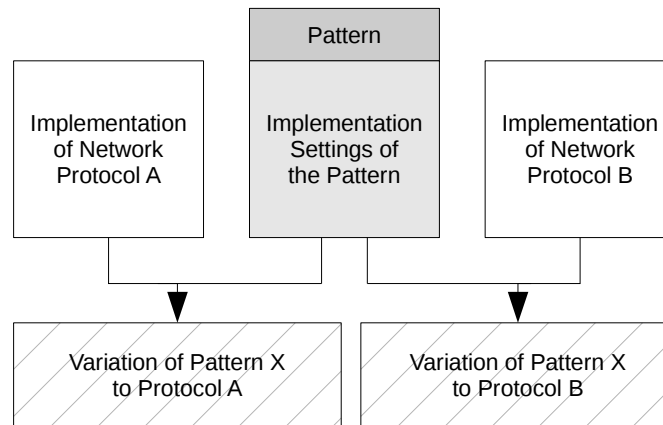 Pattern
Implementation
of Network
Protocol A
Implementation
Settings of
the Pattern
Implementation
of Network
Protocol B
Variation of Pattern X
to Protocol A
Variation of Pattern X
to Protocol B